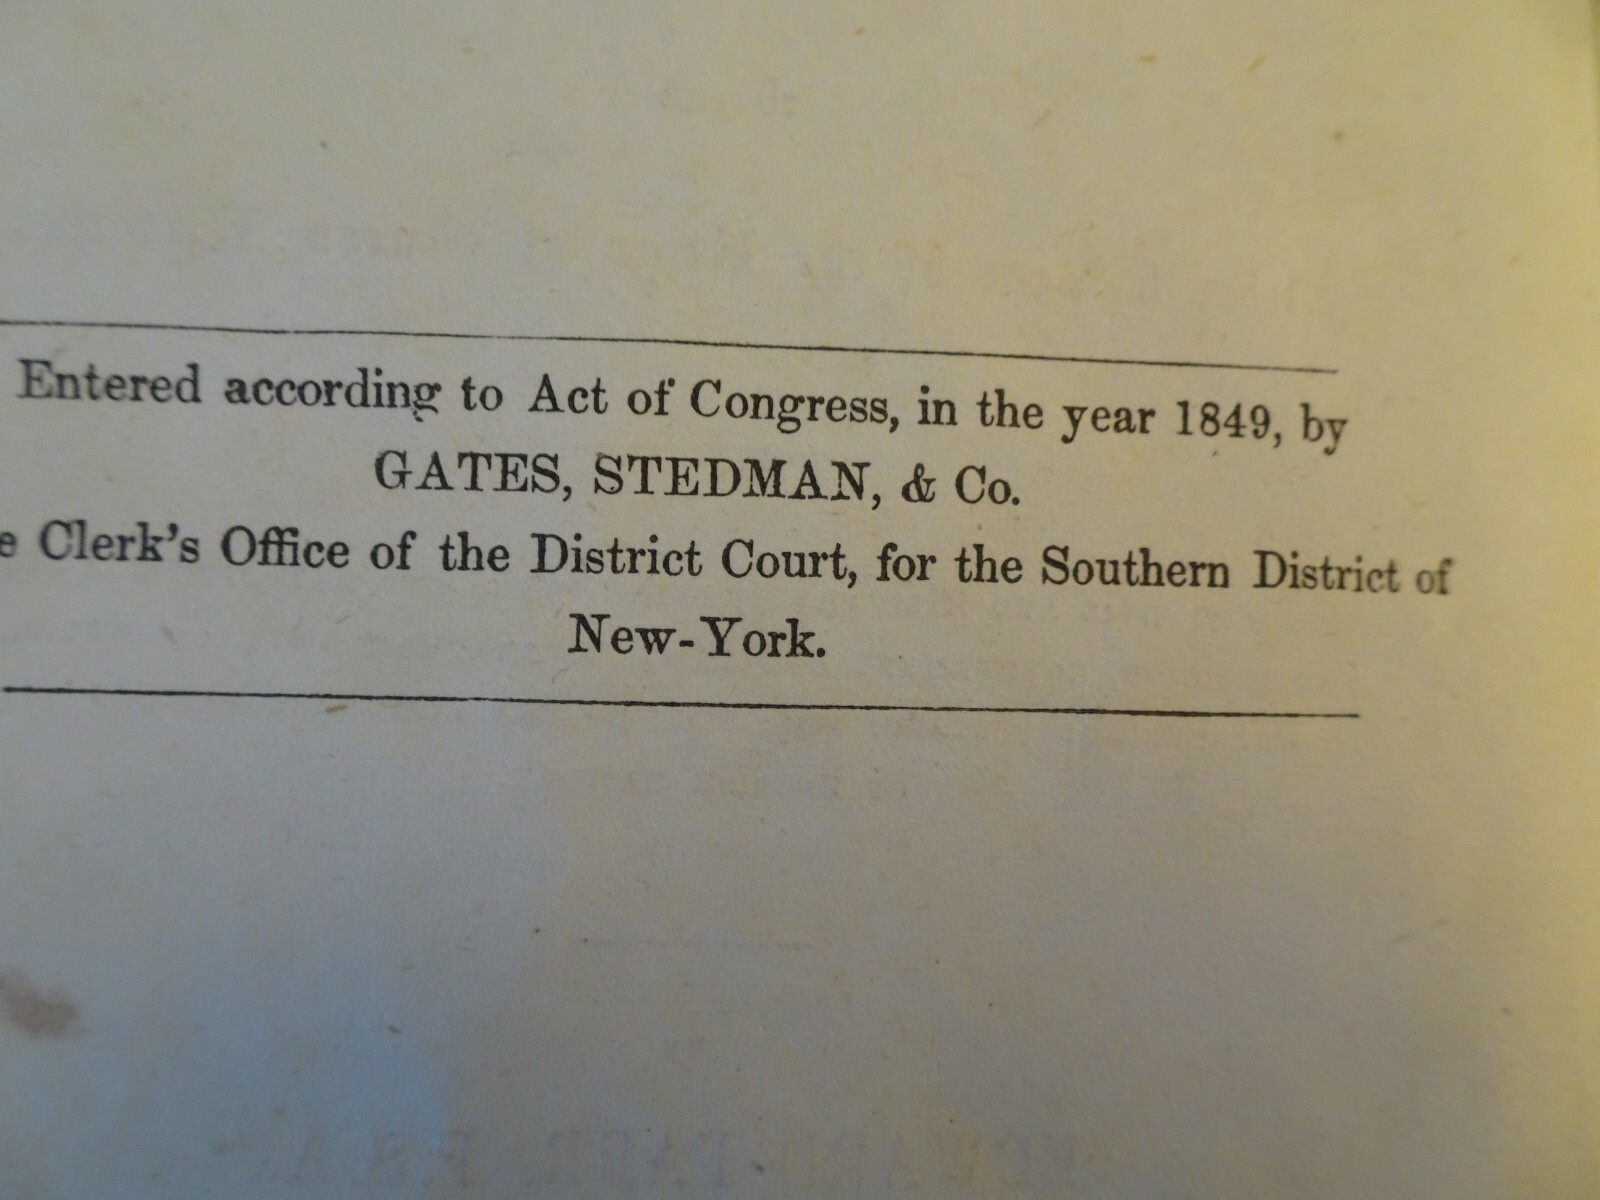 Entered according to Act of Congress, in the year 1849, by
GATES, STEDMAN, & Co.
e Clerk's Office of the District Court, for the Southern District of
New-York.